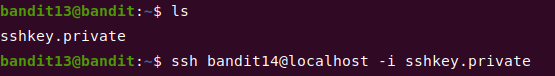 bandit13@bandit:~$ ls
sshkey.private
bandit13@bandit:~$ ssh bandit14@localhost -i sshkey.private